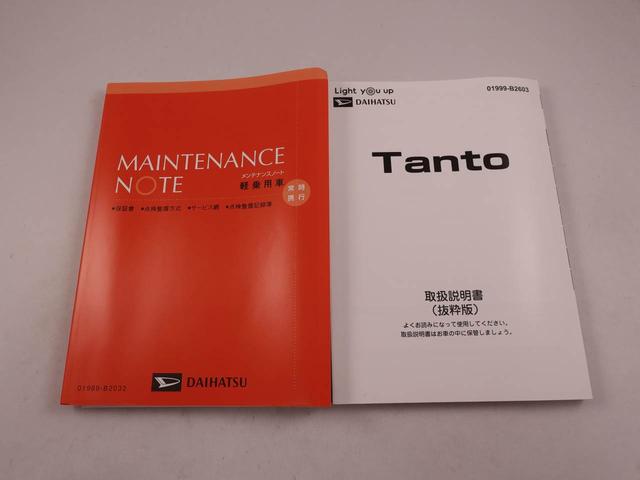 MAINTENANCE
NOTE
メンテナンスノート
軽乗用車
常時
携行
●保証書 ●点検整備方式 ●サービス網 ●点検整備記録簿
DAIHATSU
01999-B2032
Light you up
DAIHATSU
01999-B2603
Tanto
取扱説明書
（抜粋版）
よくお読みになって使用してください。
取扱説明書はお車の中に保管しましょう。